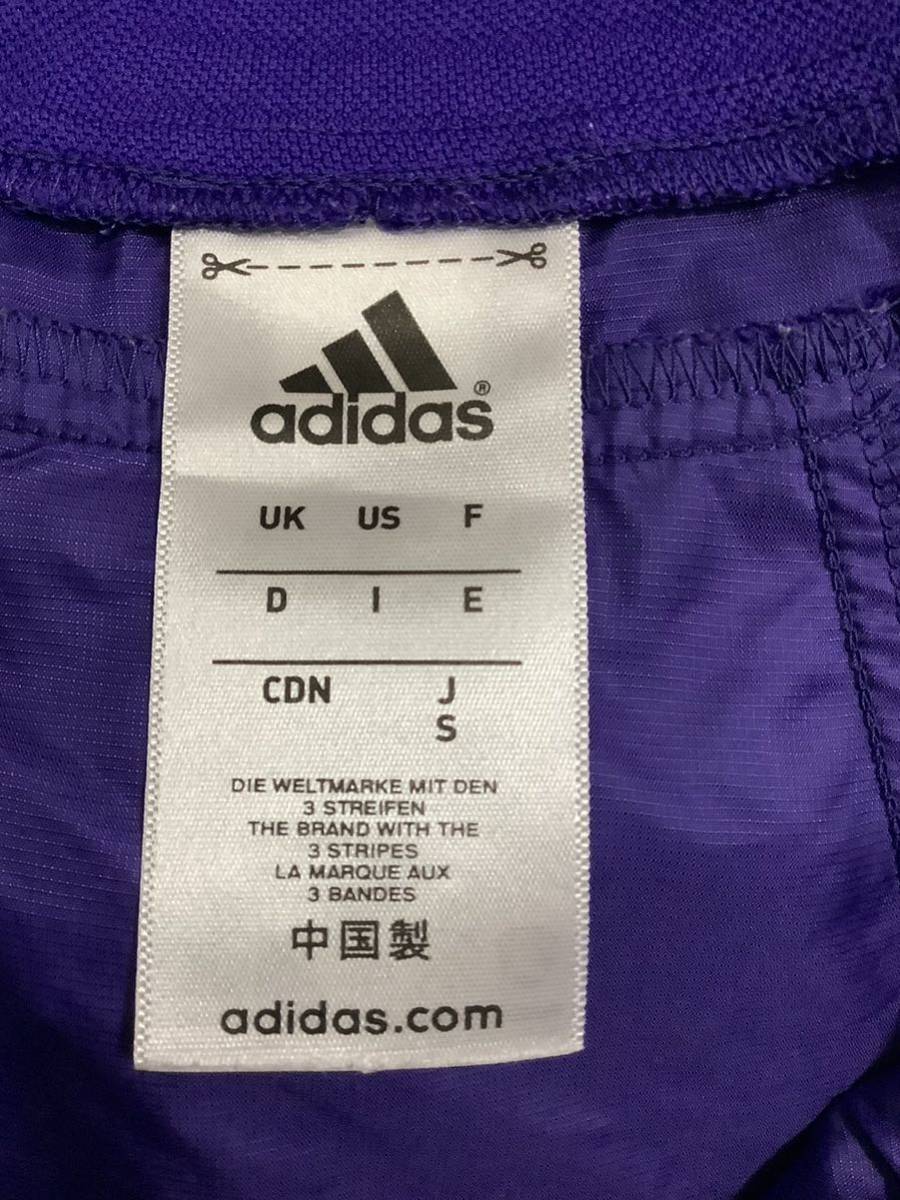 adidas®
UK US F
D I E
CDN J
S
DIE WELTMARKE MIT DEN
3 STREIFEN
THE BRAND WITH THE
3 STRIPES
LA MARQUE AUX
3 BANDES
中国製
adidas.com